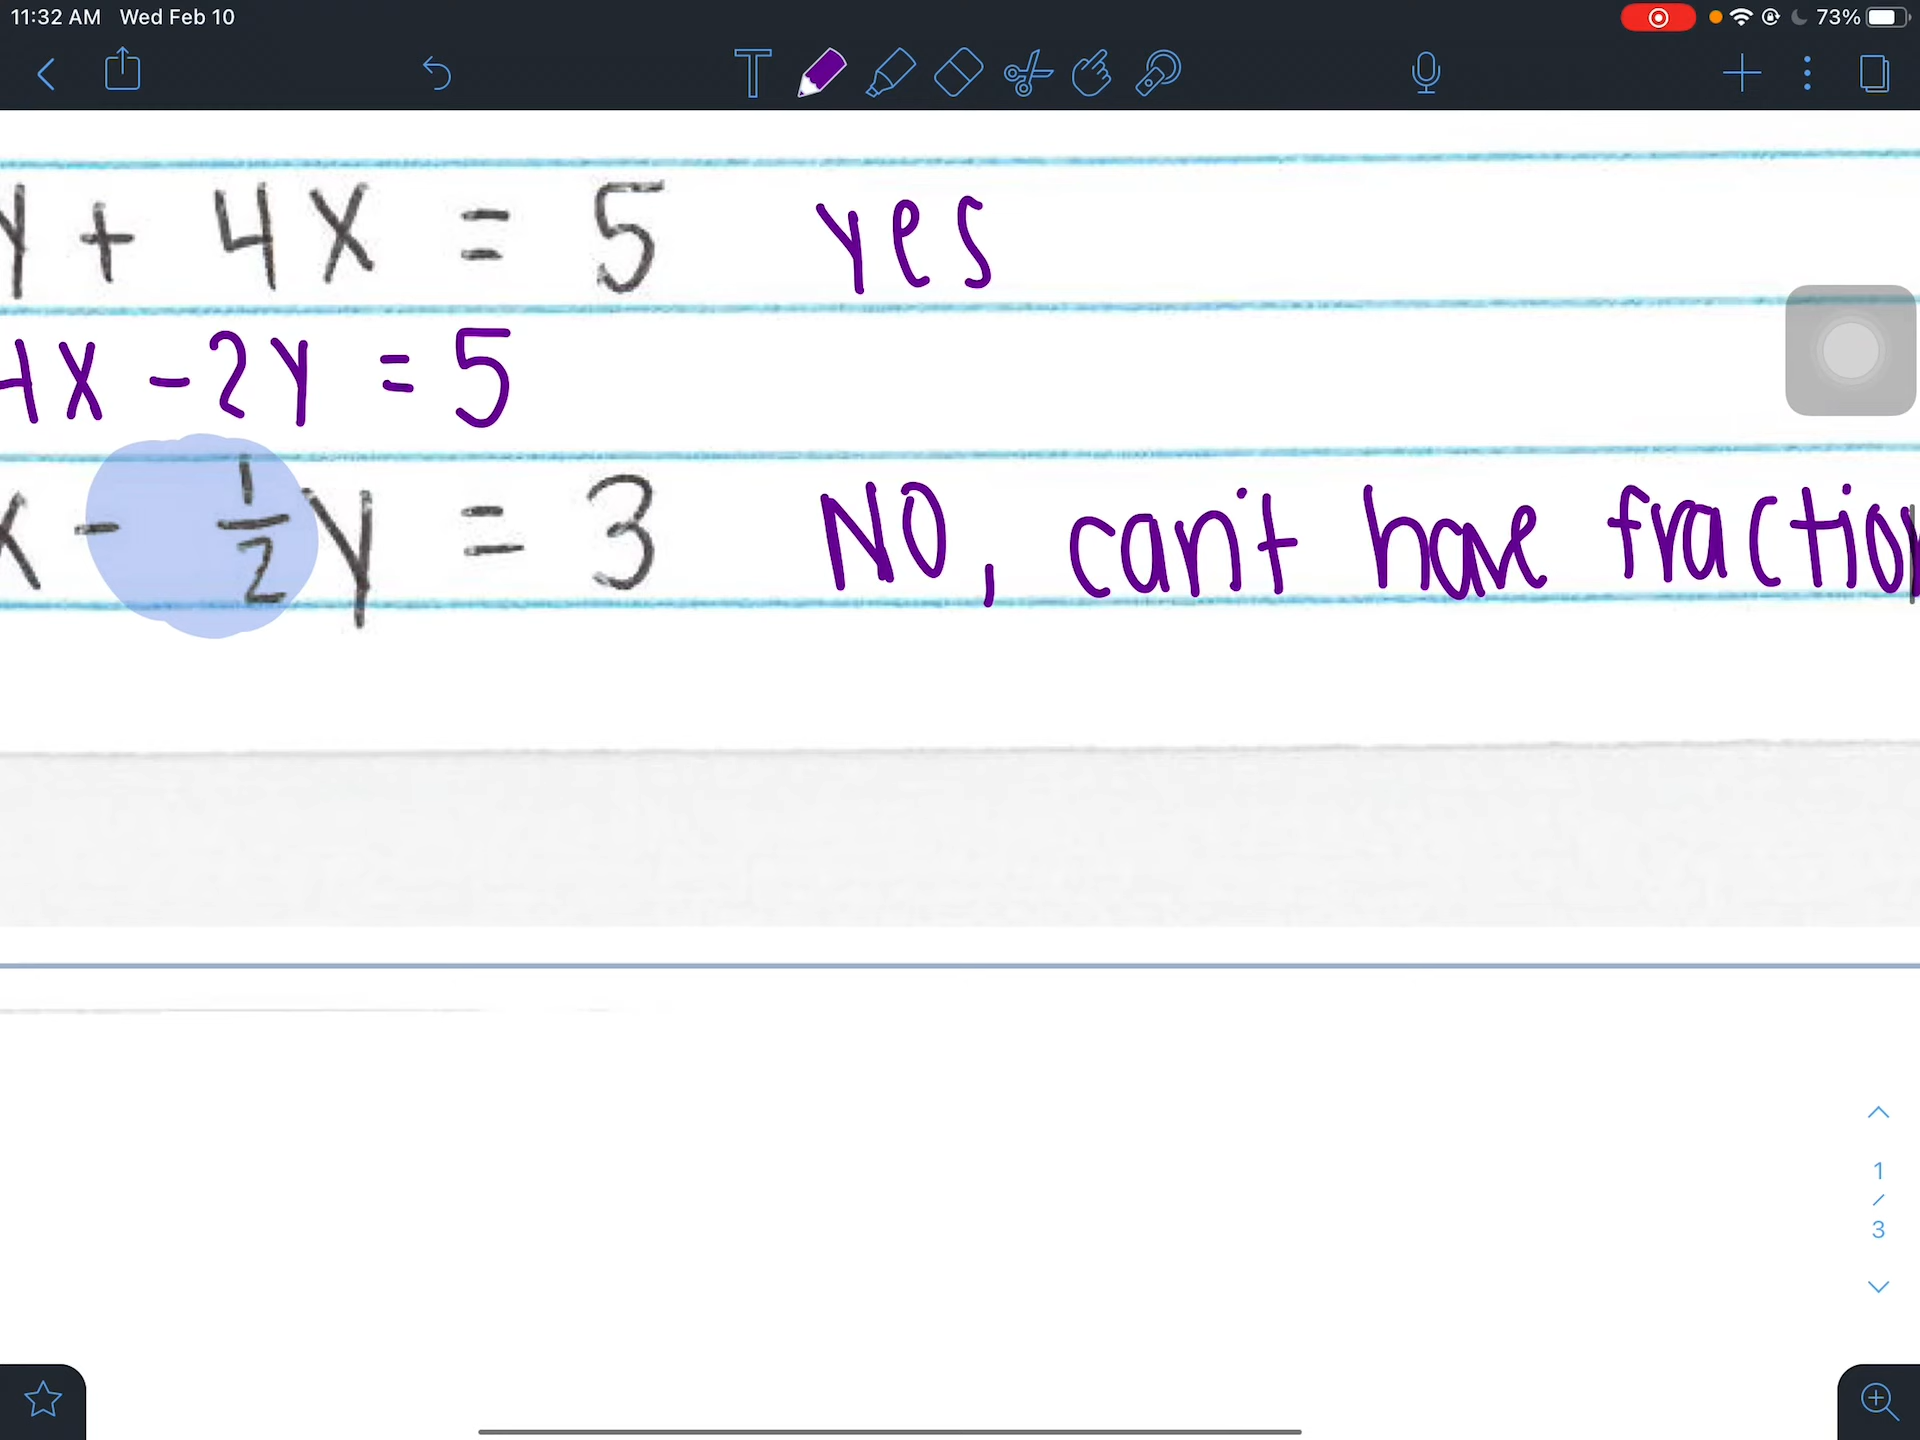 11:32 AM Wed Feb 10 73%
y + 4x = 5 yes
4x - 2y = 5
x - 1/2 y = 3 NO, can't have fraction
1
/
3